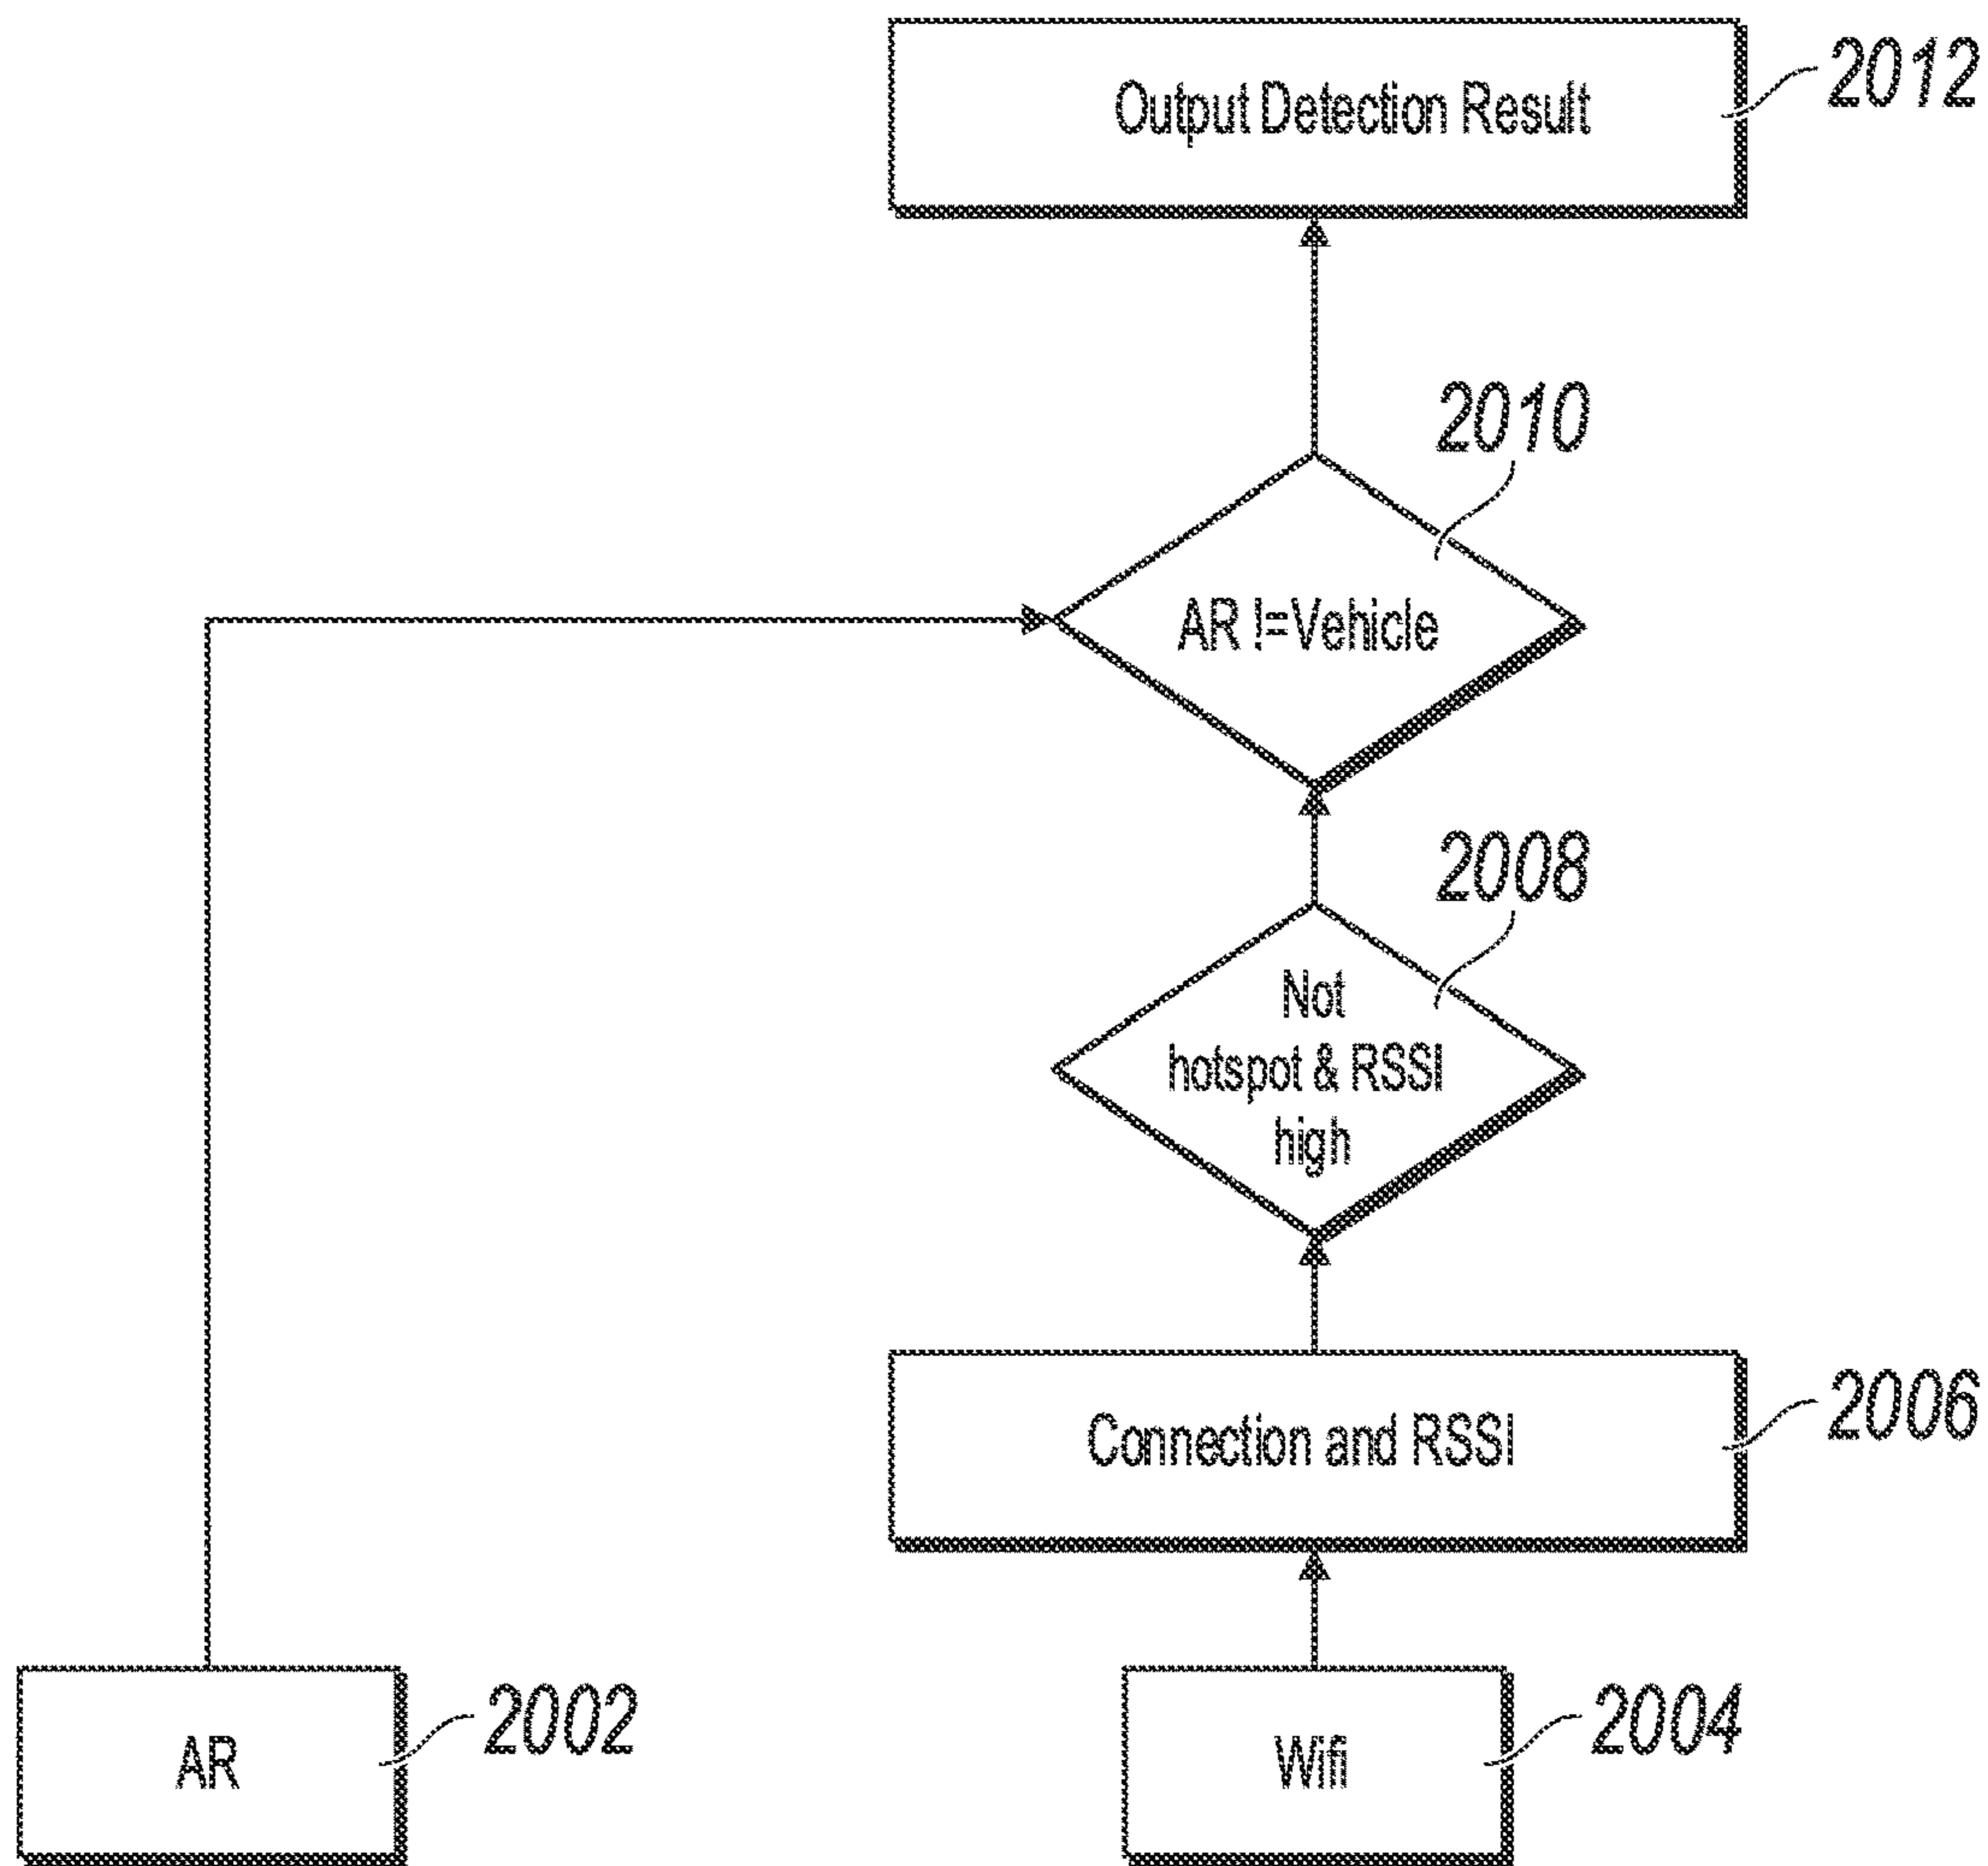 Output Detection Result
2012
2010
AR !=Vehicle
2008
Not
hotspot & RSSI
high
Connection and RSSI
2006
AR
2002
Wifi
2004